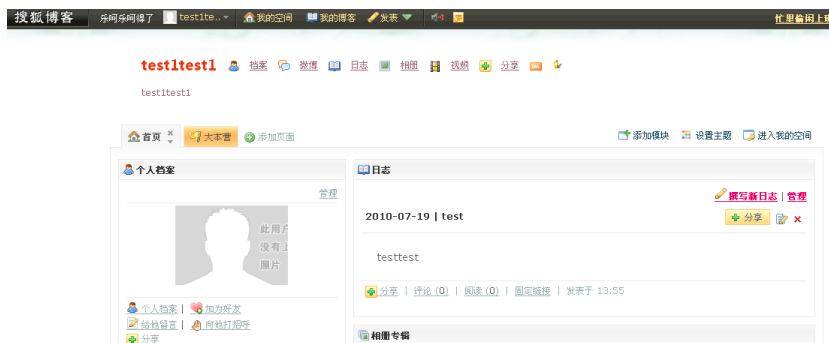 搜狐博客 乐呵乐呵得了 test1te.. 我的空间 我的博客 发表 忙里偷闲上
test1test1 档案 微博 日志 相册 视频 分享
test1test1
首页 大本营 添加页面 添加模块 设置主题 进入我的空间
个人档案
管理
此用户
没有上
照片
个人档案 | 加为好友
给他留言 | 向他打招呼
分享
日志
撰写新日志 | 管理
2010-07-19 | test 分享
testtest
分享 | 评论 (0) | 阅读 (0) | 固定链接 | 发表于 13:55
相册专辑